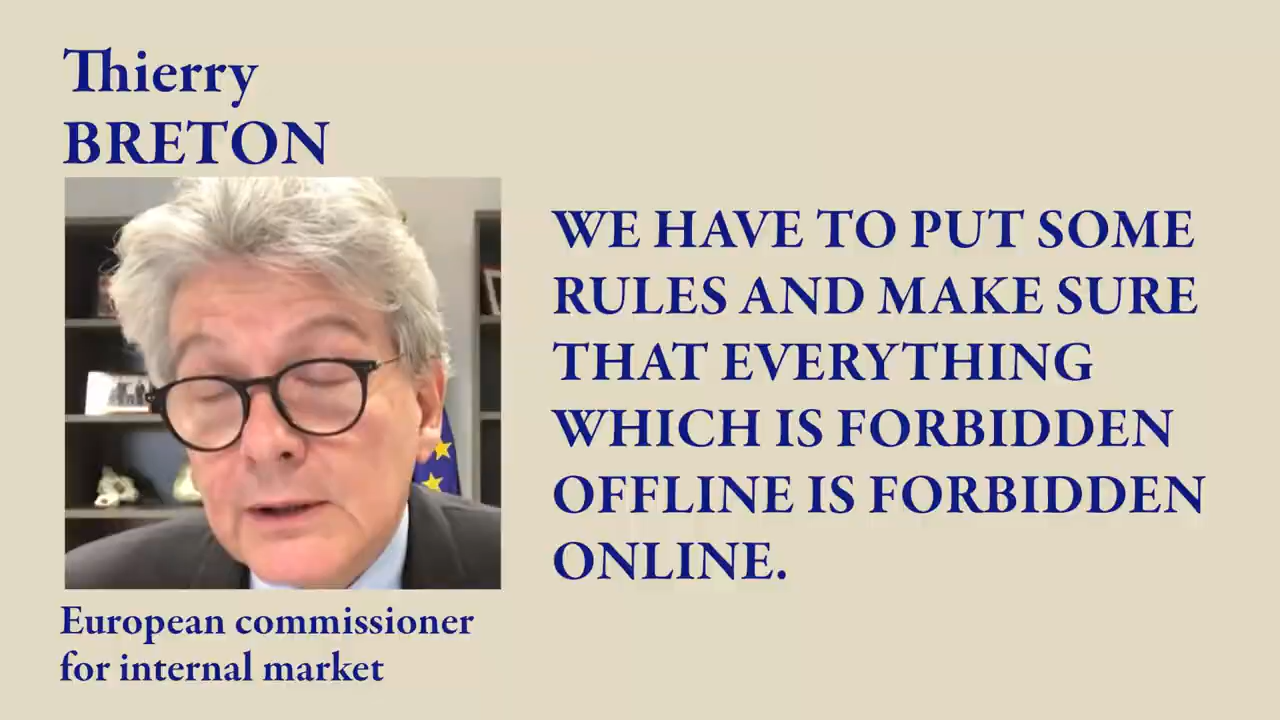 Thierry
BRETON
WE HAVE TO PUT SOME
RULES AND MAKE SURE
THAT EVERYTHING
WHICH IS FORBIDDEN
OFFLINE IS FORBIDDEN
ONLINE.
European commissioner
for internal market